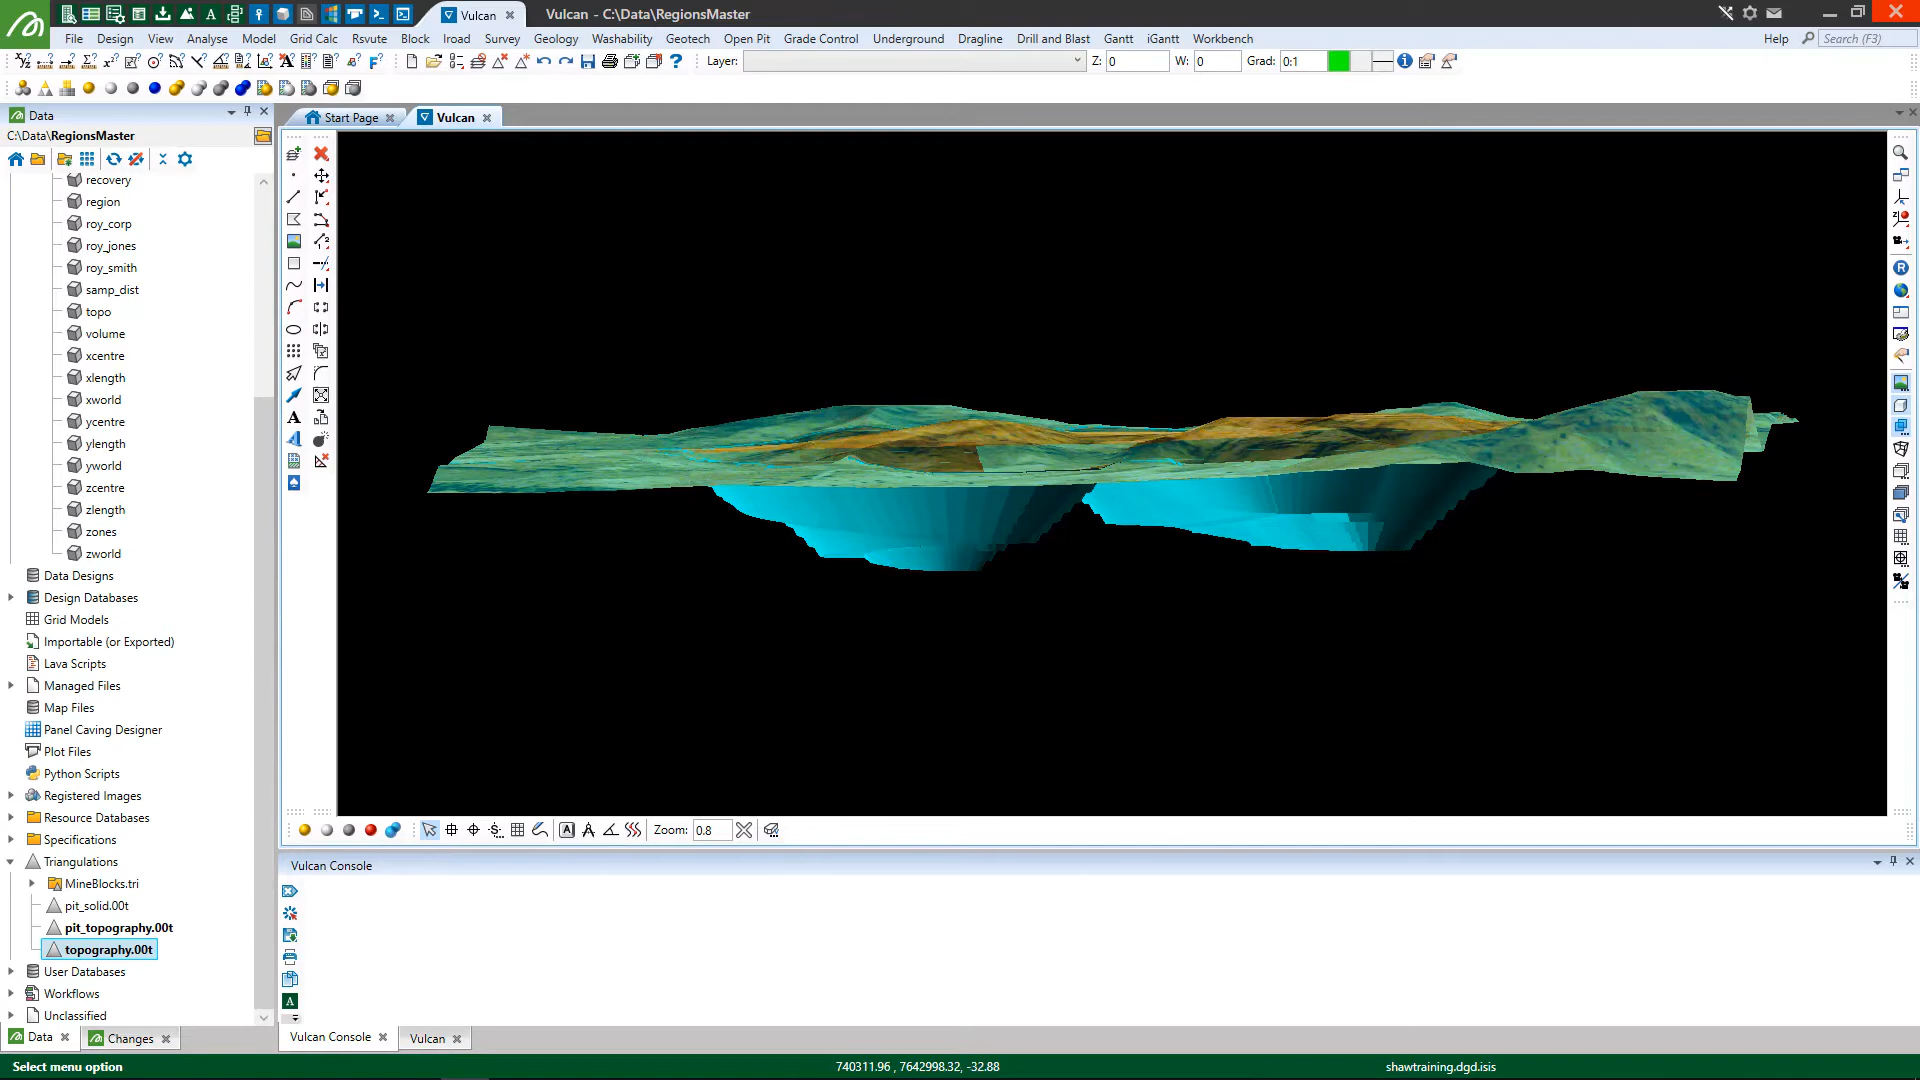 Vulcan
Vulcan - C:\Data\RegionsMaster
File Design View Analyse Model Grid Calc Rsvute Block Iroad Survey Geology Washability Geotech Open Pit Grade Control Underground Dragline Drill and Blast Gantt iGantt Workbench Help Search (F3)
Layer: Z: 0 W: 0 Grad: 0:1
Data
C:\Data\RegionsMaster
Start Page
Vulcan
recovery
region
roy_corp
roy_jones
roy_smith
samp_dist
topo
volume
xcentre
xlength
xworld
ycentre
ylength
yworld
zcentre
zlength
zones
zworld
Data Designs
Design Databases
Grid Models
Importable (or Exported)
Lava Scripts
Managed Files
Map Files
Panel Caving Designer
Plot Files
Python Scripts
Registered Images
Resource Databases
Specifications
Triangulations
MineBlocks.tri
pit_solid.00t
pit_topography.00t
topography.00t
User Databases
Workflows
Unclassified
Data
Changes
Zoom: 0.8
Vulcan Console
Vulcan Console
Vulcan
Select menu option
740311.96 , 7642998.32, -32.88
shawtraining.dgd.isis